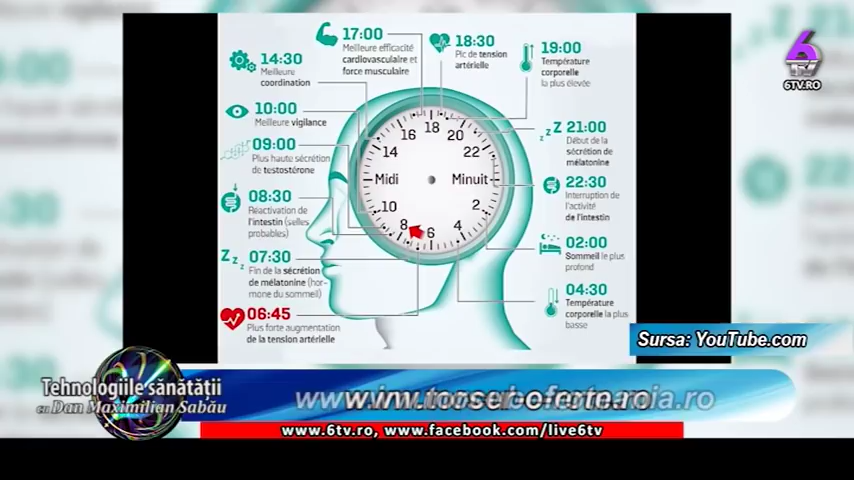 17:00
Meilleure efficacité
cardiovasculaire et
force musculaire
18:30
Pic de tension
artérielle
19:00
Température
corporelle
la plus élevée
14:30
Meilleure
coordination
10:00
Meilleure vigilance
09:00
Plus haute sécrétion
de testostérone
08:30
Réactivation de
l'intestin (selles
probables)
zZz 07:30
Fin de la sécrétion
de mélatonine (hor-
mone du sommeil)
06:45
Plus forte augmentation
de la tension artérielle
zzZ 21:00
Début de la
sécrétion de
mélatonine
22:30
Interruption de
l'activité
de l'intestin
02:00
Sommeil le plus
profond
04:30
Température
corporelle la plus
basse
18
16
20
14
22
Midi
Minuit
10
2
8
4
6
6
TV
6TV.RO
Sursa: YouTube.com
Tehnologiile sănătății
cu Dan Maximilian Sabău
www.6tv.ro, www.facebook.com/live6tv